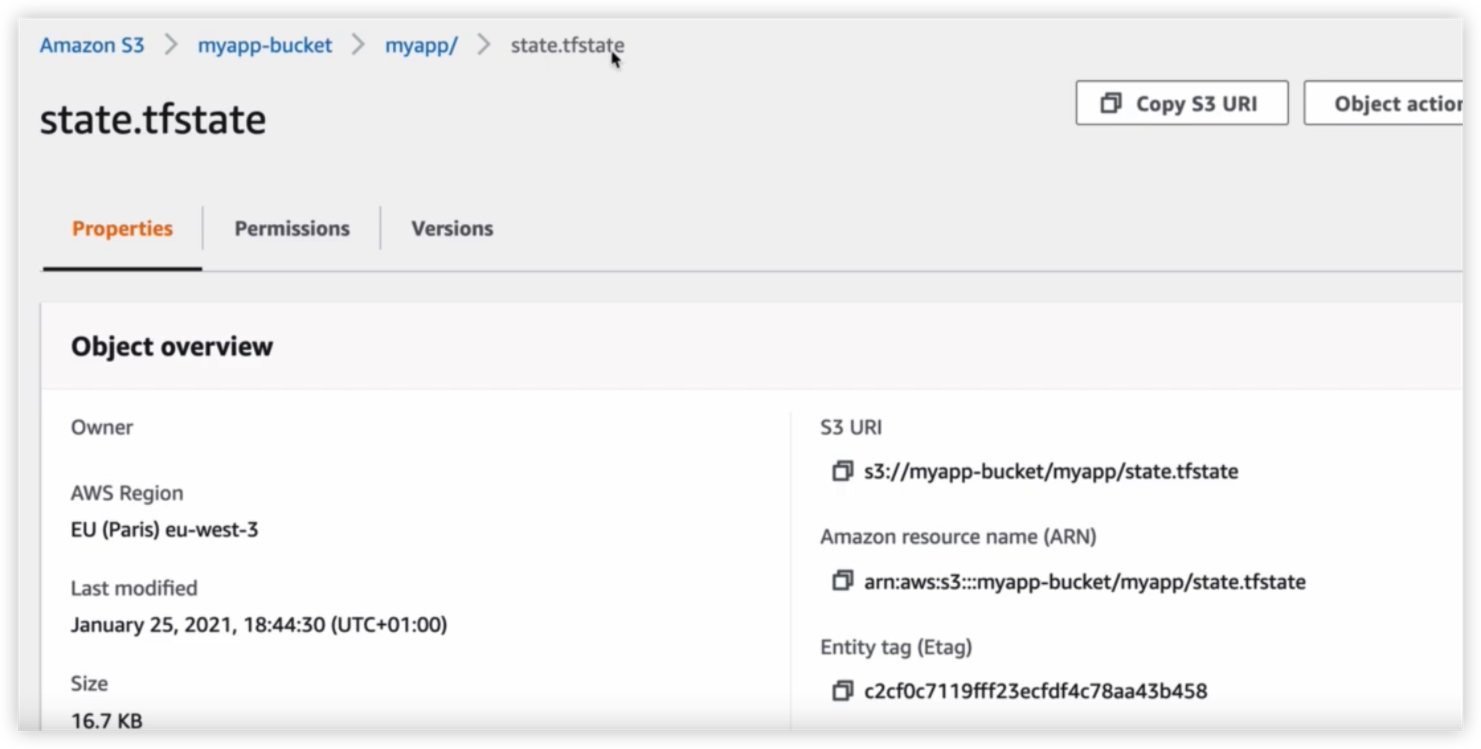 Amazon S3 > myapp-bucket > myapp/ > state.tfstate
state.tfstate
Copy S3 URI
Object action
Properties
Permissions
Versions
Object overview
Owner
AWS Region
EU (Paris) eu-west-3
Last modified
January 25, 2021, 18:44:30 (UTC+01:00)
Size
16.7 KB
S3 URI
s3://myapp-bucket/myapp/state.tfstate
Amazon resource name (ARN)
arn:aws:s3:::myapp-bucket/myapp/state.tfstate
Entity tag (Etag)
c2cf0c7119fff23ecfdf4c78aa43b458